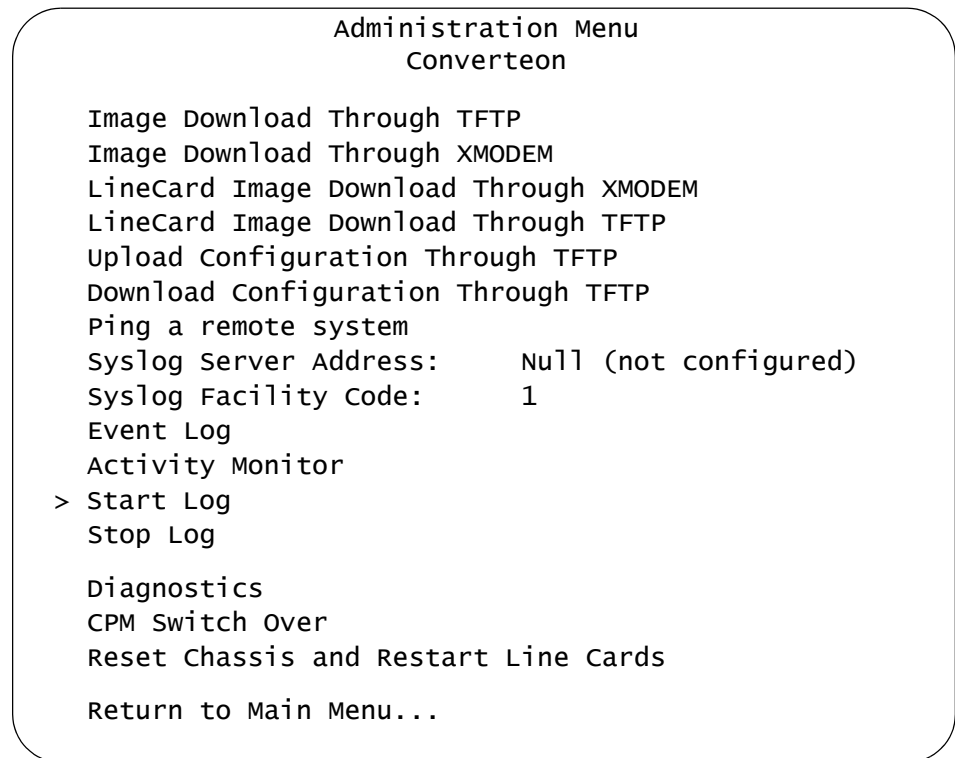 Administration Menu
Converteon
Image Download Through TFTP
Image Download Through XMODEM
LineCard Image Download Through XMODEM
LineCard Image Download Through TFTP
Upload Configuration Through TFTP
Download Configuration Through TFTP
Ping a remote system
Syslog Server Address: Null (not configured)
Syslog Facility Code: 1
Event Log
Activity Monitor
> Start Log
Stop Log
Diagnostics
CPM Switch Over
Reset Chassis and Restart Line Cards
Return to Main Menu...